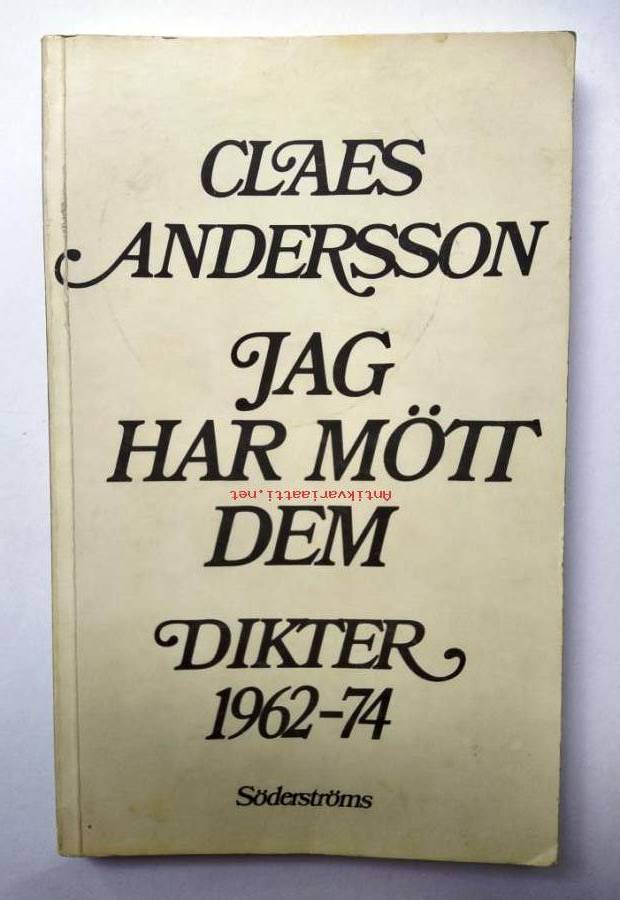 CLAES
ANDERSSON
JAG
HAR MÖTT
Antikvariaatti.net
DEM
DIKTER
1962-74
Söderströms